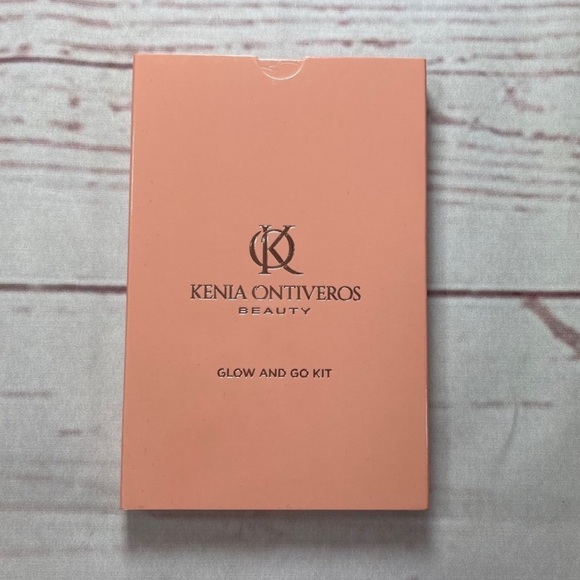 KO
KENIA ONTIVEROS
BEAUTY
GLOW AND GO KIT